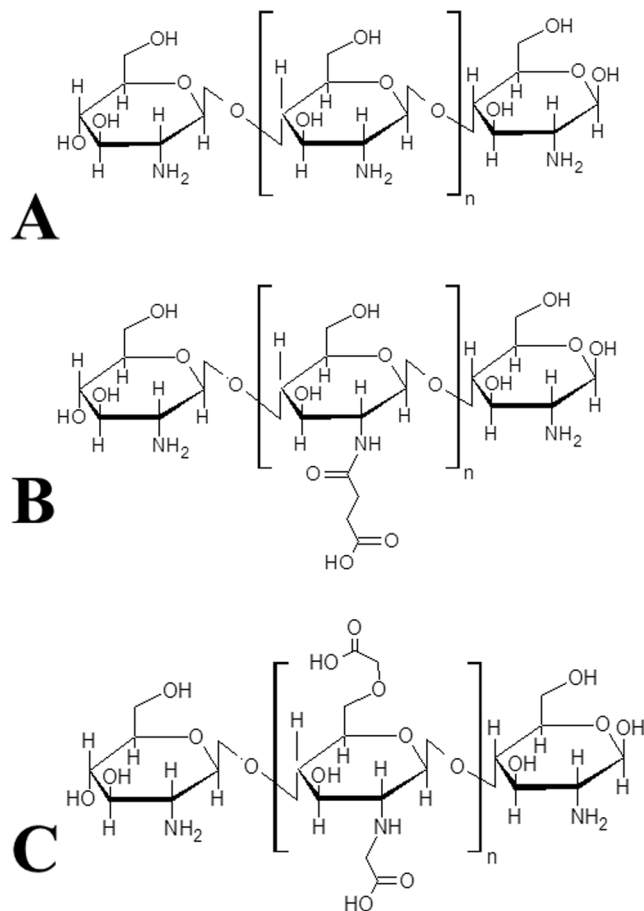 OH
OH OH
H H O OH
H O O H
H H H
O O
OH H OH H OH H
HO H H H
H NH2 H NH2 H NH2
n
A
OH
OH OH
H O OH
H H O H O H H
O O
OH H OH OH H
HO H H H
H NH2 H NH H NH2
O
n
B
HO O
O
OH
HO O
OH
H H O H O H H O OH
O O
OH H OH H OH H
HO H H H
H NH2 H NH H NH2
n
C
HO O